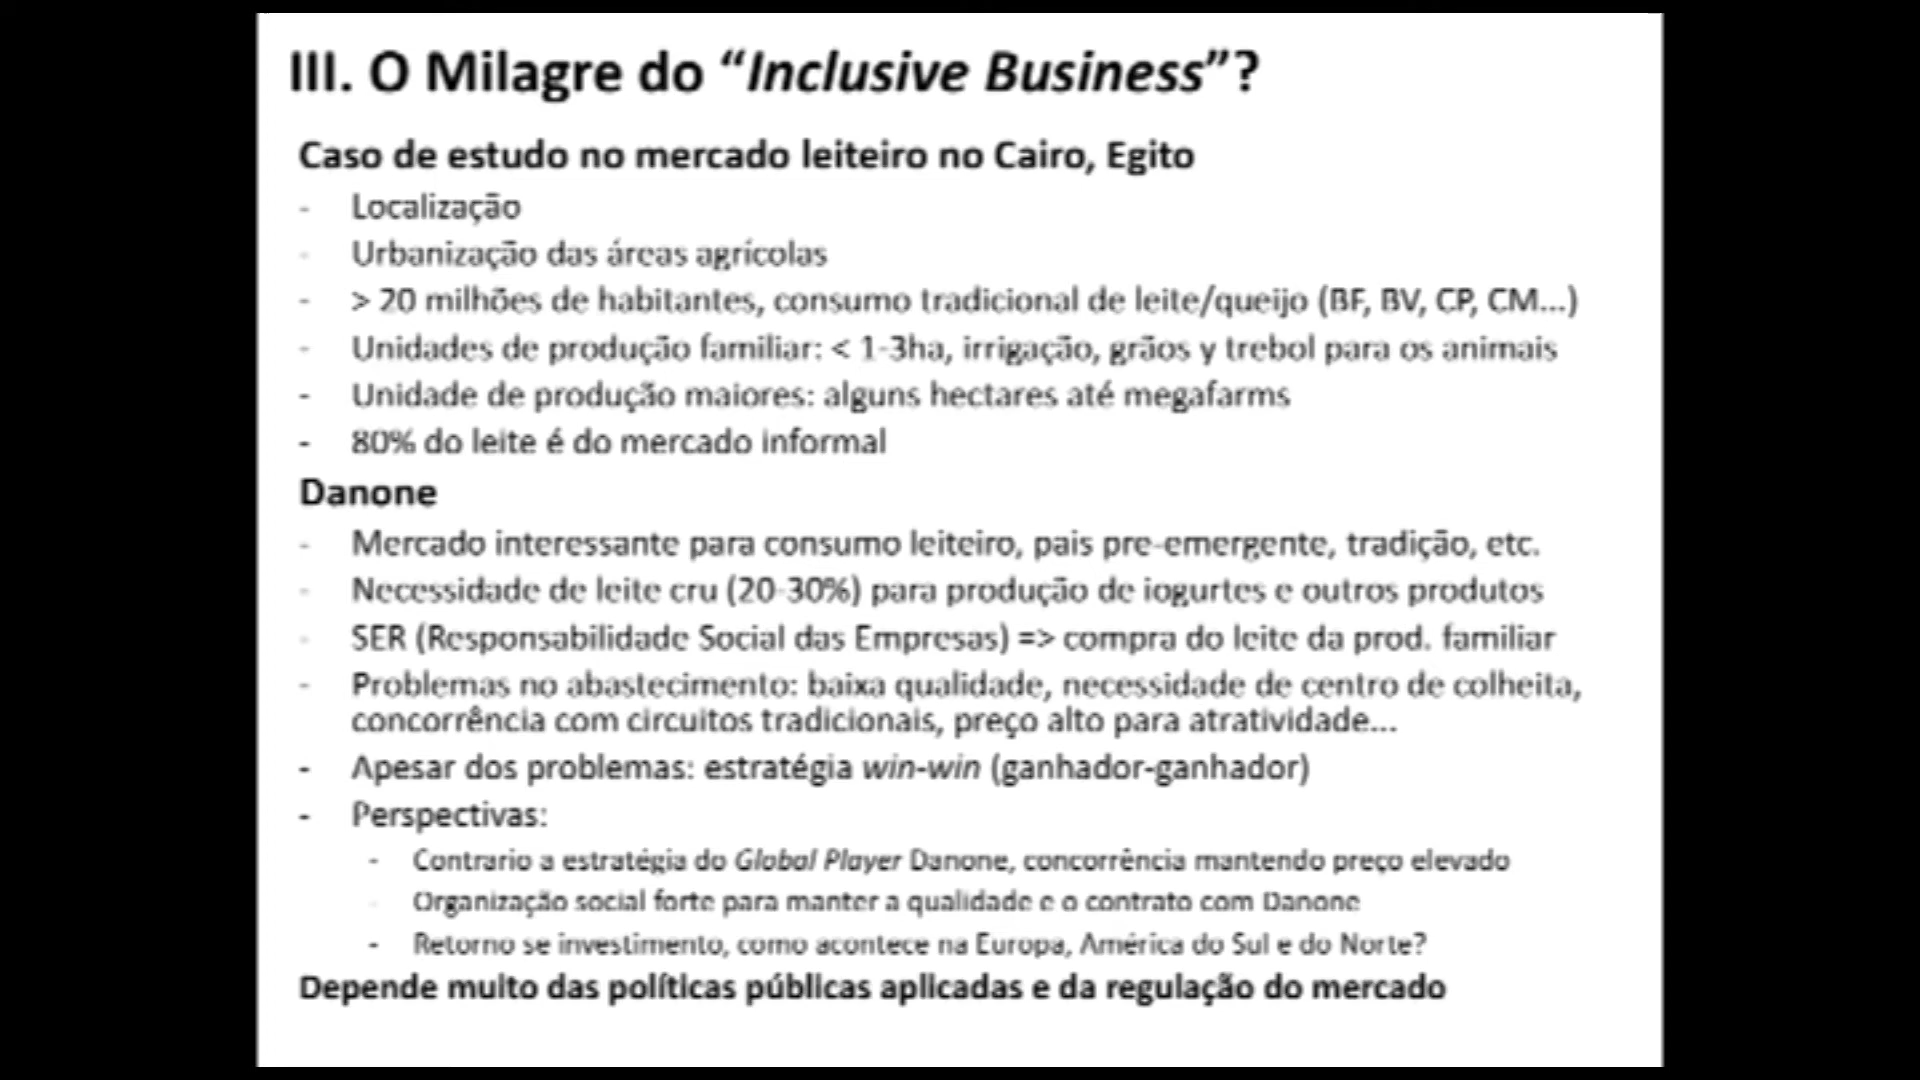 III. O Milagre do “Inclusive Business”?
Caso de estudo no mercado leiteiro no Cairo, Egito
- Localização
- Urbanização das áreas agrícolas
- > 20 milhões de habitantes, consumo tradicional de leite/queijo (BF, BV, CP, CM...)
- Unidades de produção familiar: < 1-3ha, irrigação, grãos y trebol para os animais
- Unidade de produção maiores: alguns hectares até megafarms
- 80% do leite é do mercado informal
Danone
- Mercado interessante para consumo leiteiro, pais pre-emergente, tradição, etc.
- Necessidade de leite cru (20-30%) para produção de iogurtes e outros produtos
- SER (Responsabilidade Social das Empresas) => compra do leite da prod. familiar
- Problemas no abastecimento: baixa qualidade, necessidade de centro de colheita,
concorrência com circuitos tradicionais, preço alto para atratividade...
- Apesar dos problemas: estratégia win-win (ganhador-ganhador)
- Perspectivas:
- Contrario a estratégia do Global Player Danone, concorrência mantendo preço elevado
- Organização social forte para manter a qualidade e o contrato com Danone
- Retorno se investimento, como acontece na Europa, América do Sul e do Norte?
Depende muito das políticas públicas aplicadas e da regulação do mercado